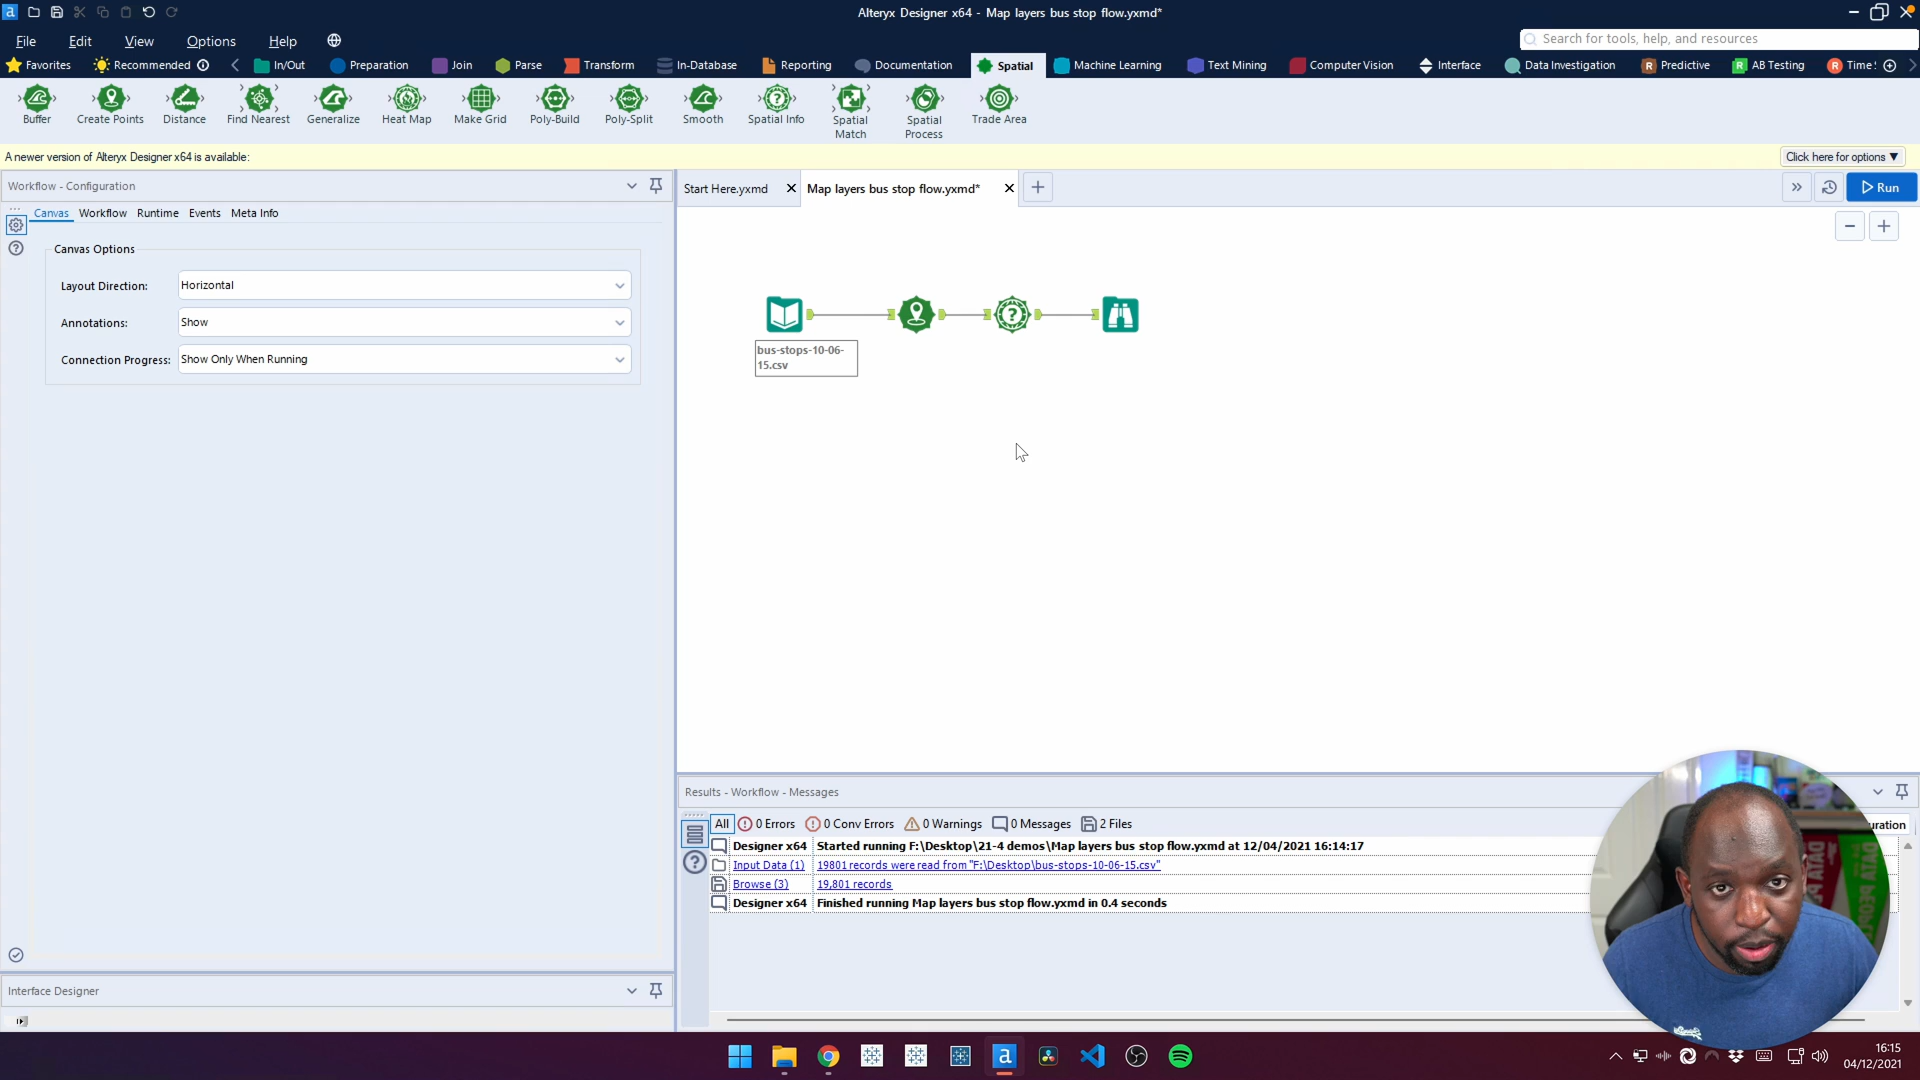 Alteryx Designer x64 - Map layers bus stop flow.yxmd*
File Edit View Options Help
Search for tools, help, and resources
Favorites Recommended In/Out Preparation Join Parse Transform In-Database Reporting Documentation Spatial Machine Learning Text Mining Computer Vision Interface Data Investigation Predictive AB Testing Time
Buffer Create Points Distance Find Nearest Generalize Heat Map Make Grid Poly-Build Poly-Split Smooth Spatial Info Spatial Match Spatial Process Trade Area
A newer version of Alteryx Designer x64 is available:
Click here for options ▼
Workflow - Configuration
Start Here.yxmd
Map layers bus stop flow.yxmd*
Run
Canvas Workflow Runtime Events Meta Info
Canvas Options
Layout Direction: Horizontal
Annotations: Show
Connection Progress: Show Only When Running
bus-stops-10-06-
15.csv
Results - Workflow - Messages
All 0 Errors 0 Conv Errors 0 Warnings 0 Messages 2 Files
Designer x64 Started running F:\Desktop\21-4 demos\Map layers bus stop flow.yxmd at 12/04/2021 16:14:17
Input Data (1) 19801 records were read from "F:\Desktop\bus-stops-10-06-15.csv"
Browse (3) 19,801 records
Designer x64 Finished running Map layers bus stop flow.yxmd in 0.4 seconds
Interface Designer
16:15
04/12/2021